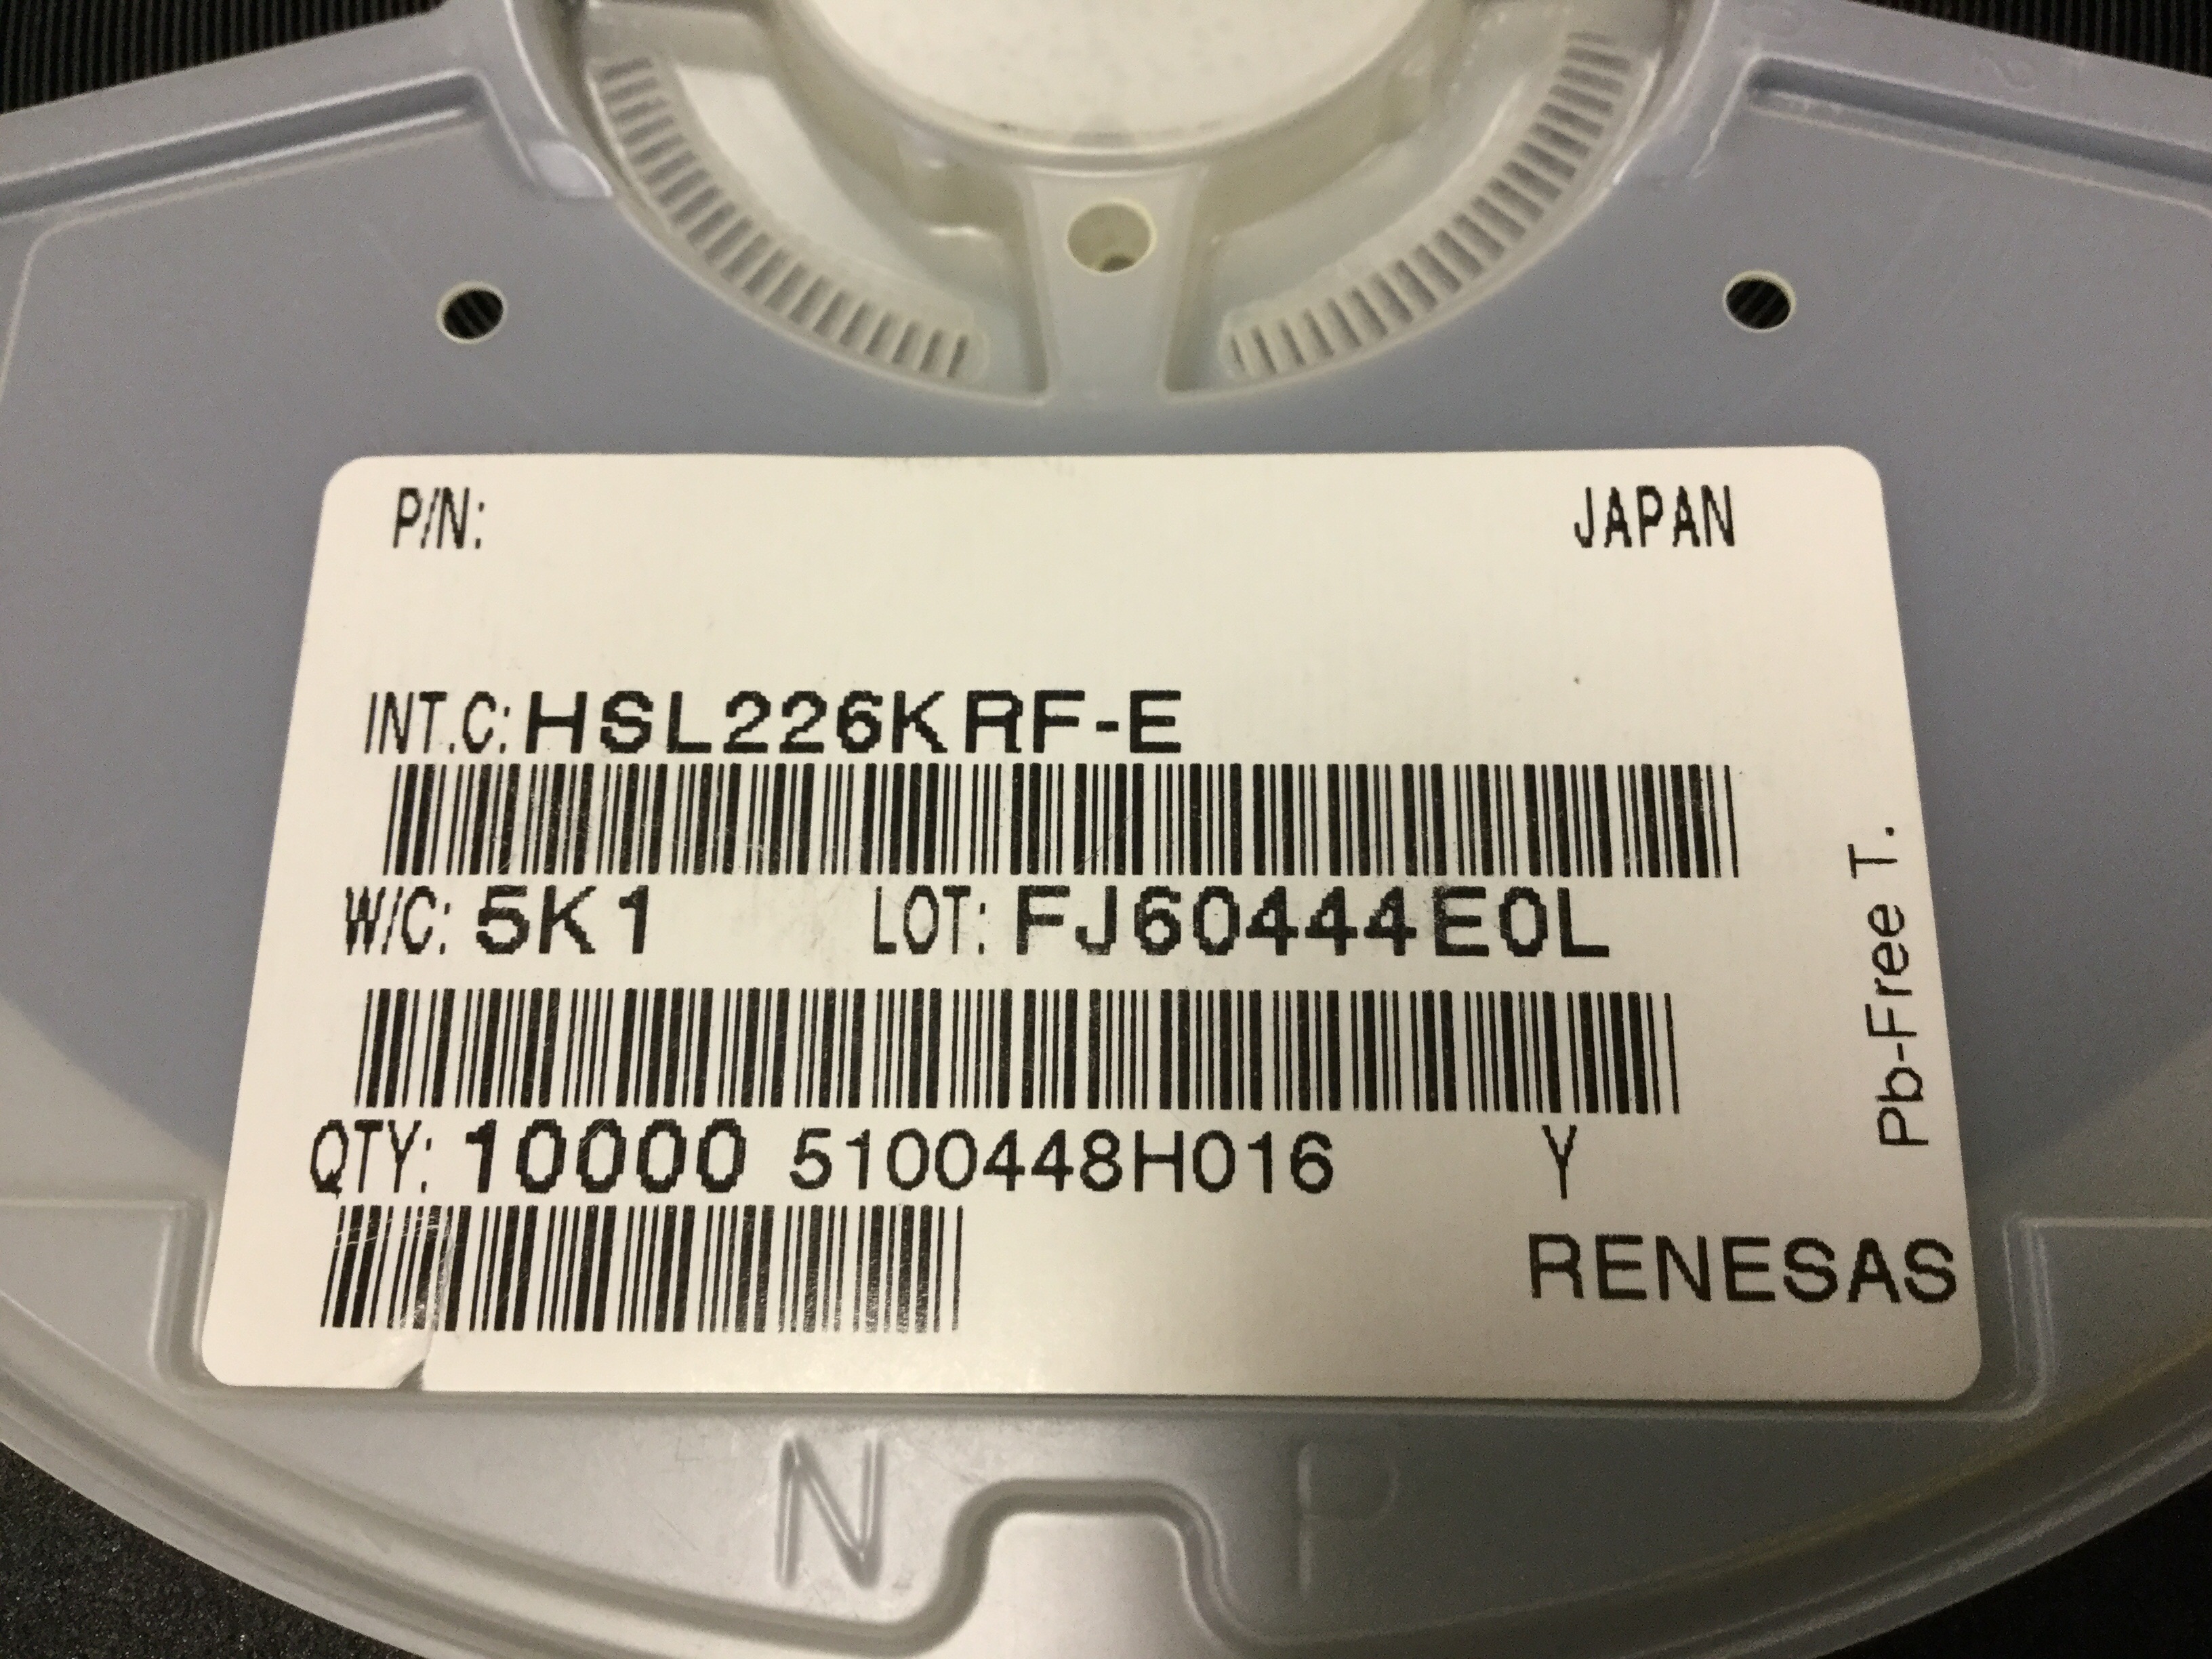 P/N: JAPAN
INT.C: HSL226KRF-E
W/C: 5K1 LOT: FJ60444E0L
QTY: 10000 5100448H016 Y
RENESAS
Pb-Free T.
N P